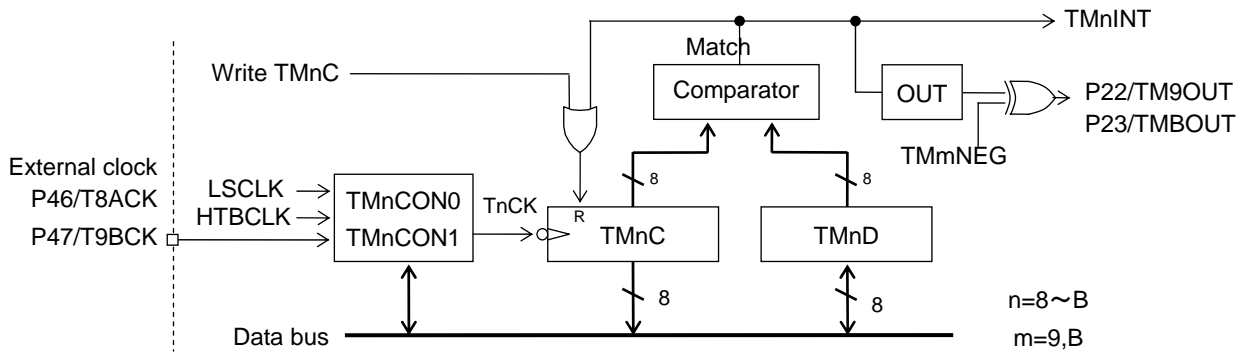 TMnINT
Match
Write TMnC
Comparator
OUT
P22/TM9OUT
P23/TMBOUT
TMmNEG
External clock
P46/T8ACK
P47/T9BCK
LSCLK
HTBCLK
TMnCON0
TMnCON1
TnCK
R
TMnC
TMnD
8
8
8
8
n=8～B
m=9,B
Data bus